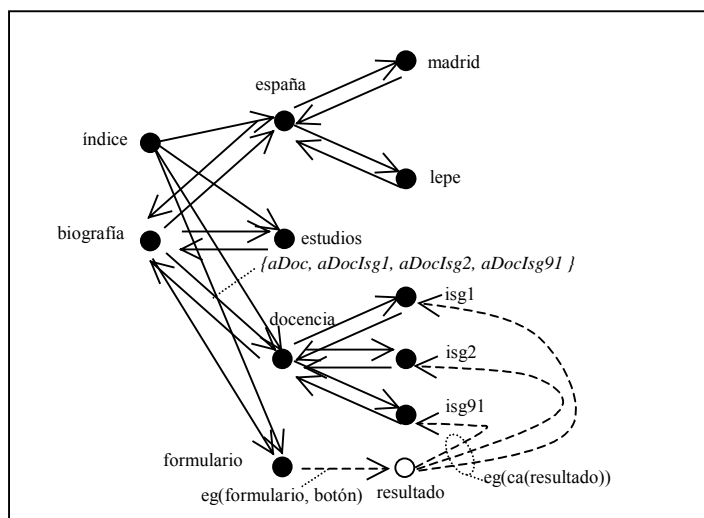 madrid
españa
índice
lepe
biografía
estudios
{aDoc, aDocIsg1, aDocIsg2, aDocIsg91 }
isg1
docencia
isg2
isg91
formulario
eg(formulario, botón)
resultado
eg(ca(resultado))